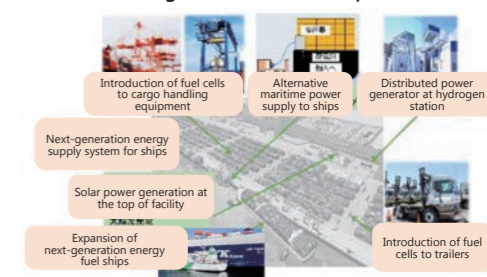 Introduction of fuel cells
to cargo handling
equipment
Alternative
maritime power
supply to ships
Distributed power
generator at hydrogen
station
Next-generation energy
supply system for ships
Solar power generation at
the top of facility
Expansion of
next-generation energy
fuel ships
Introduction of fuel
cells to trailers